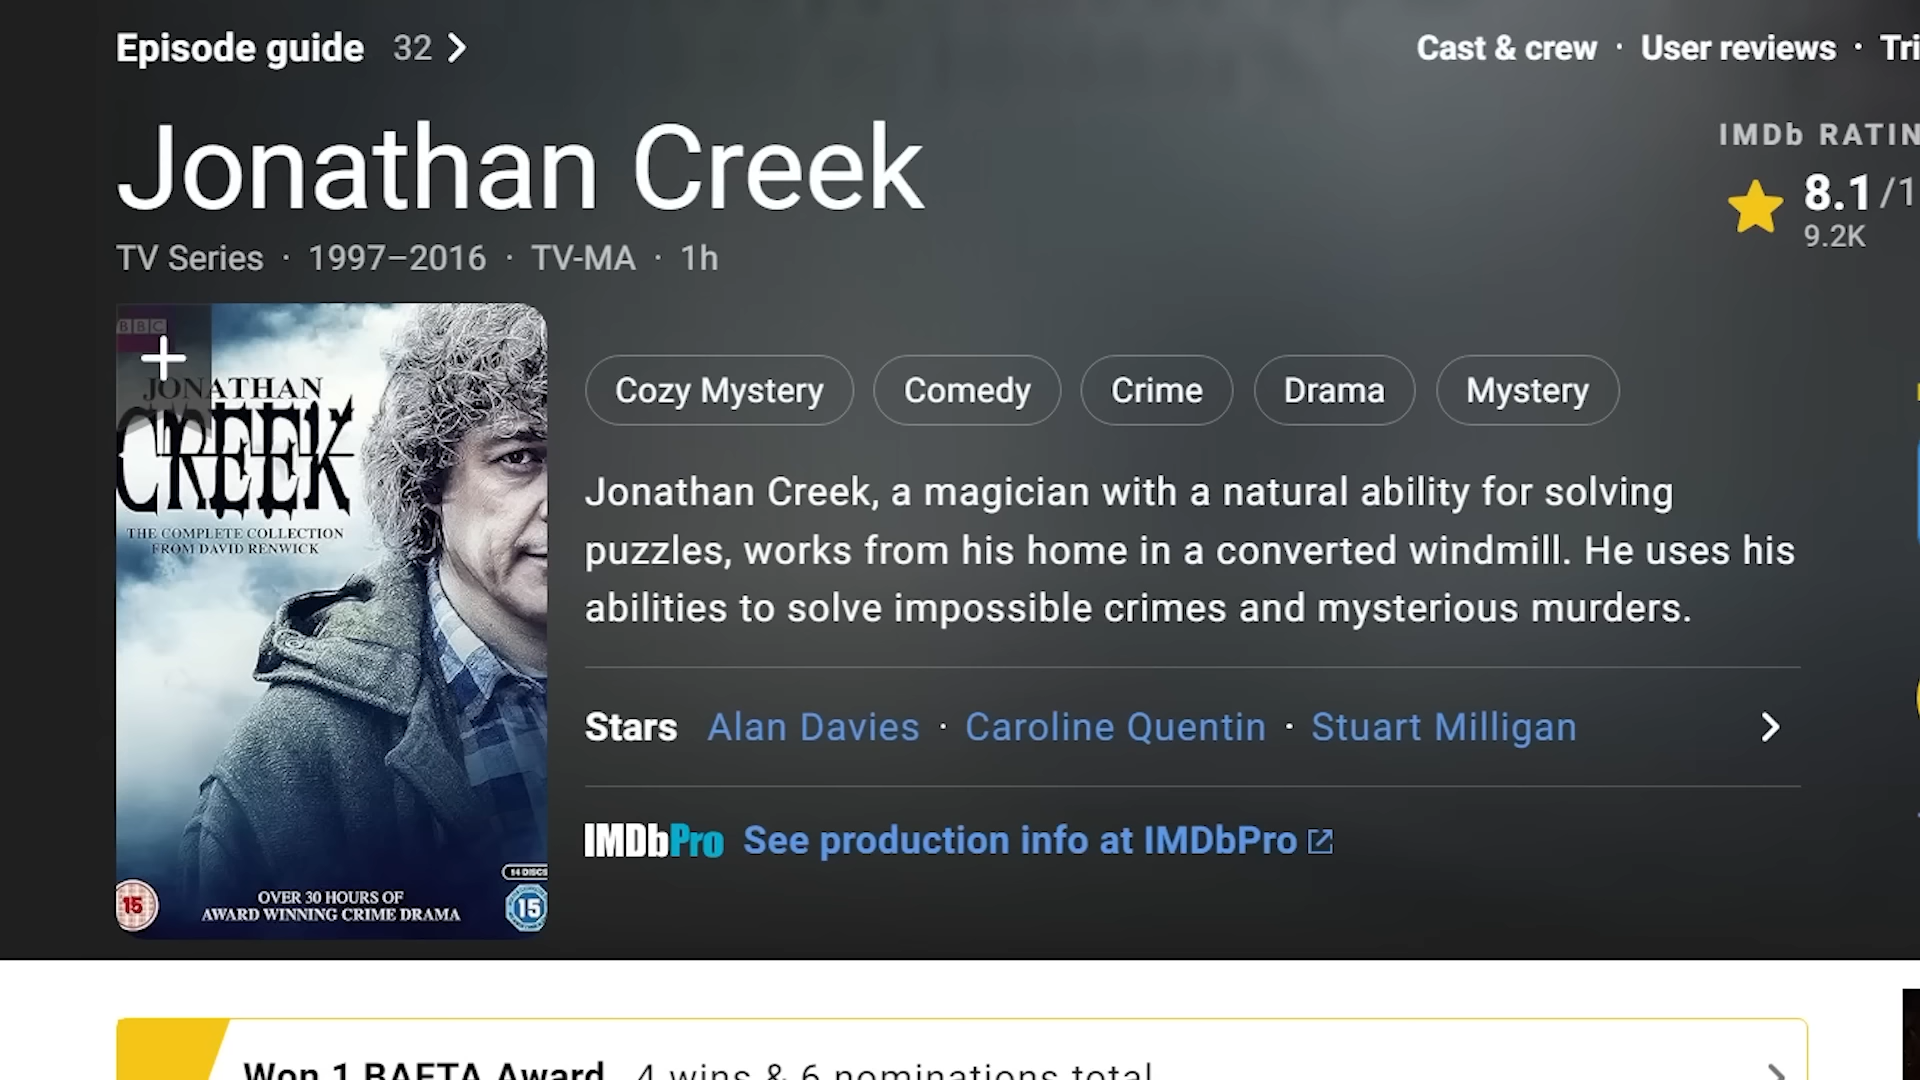 Episode guide 32
Cast & crew · User reviews · Tri
Jonathan Creek
IMDb RATIN
8.1/1
9.2K
TV Series · 1997–2016 · TV-MA · 1h
BBC
JONATHAN
CREEK
THE COMPLETE COLLECTION
FROM DAVID RENWICK
14 DISCS
15
OVER 30 HOURS OF
AWARD WINNING CRIME DRAMA
15
Cozy Mystery Comedy Crime Drama Mystery
Jonathan Creek, a magician with a natural ability for solving
puzzles, works from his home in a converted windmill. He uses his
abilities to solve impossible crimes and mysterious murders.
Stars Alan Davies · Caroline Quentin · Stuart Milligan
IMDbPro See production info at IMDbPro
Won 1 BAFTA Award 4 wins & 6 nominations total